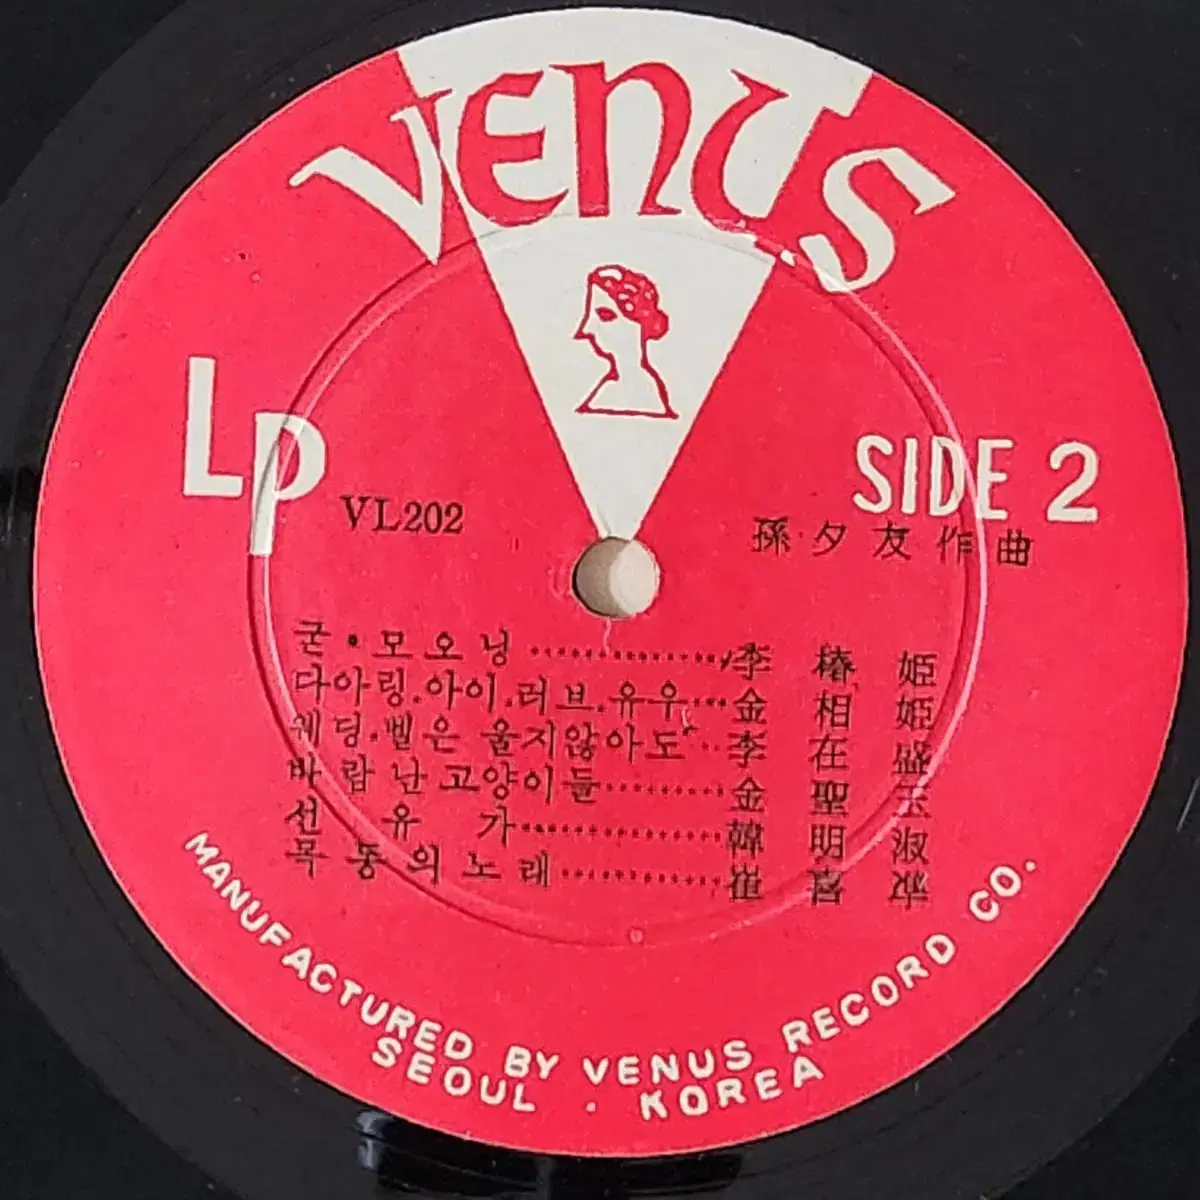 VENUS
LP
SIDE 2
VL202
孫夕友作曲
굳·모오닝 李椿姫
다아링.아이.러브.유우 金相姫
웨딩.벨은 울지않아도 李在盛
바람난고양이들 金聖玉
선유가 韓明淑
목동의노래 崔喜準
MANUFACTURED BY VENUS RECORD CO.
SEOUL . KOREA